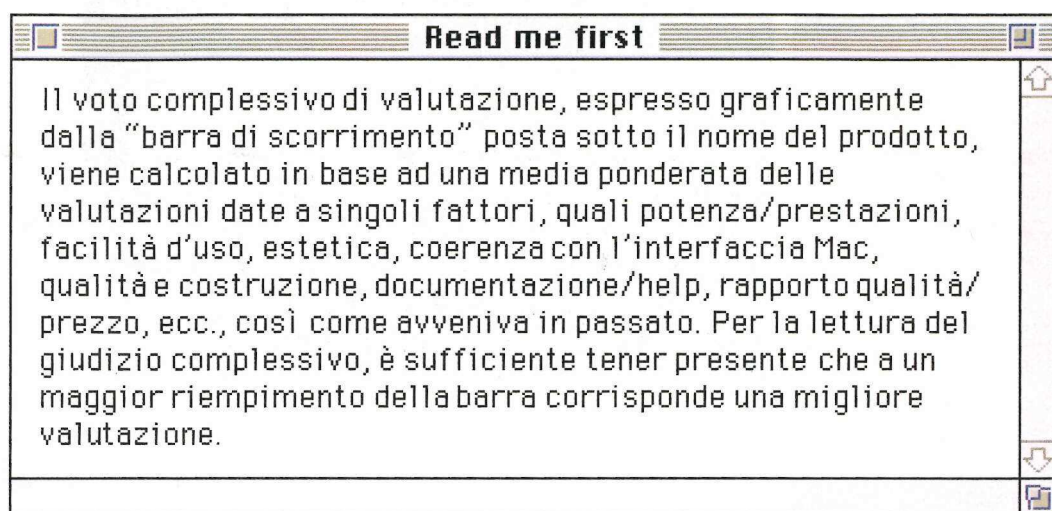 Read me first
Il voto complessivo di valutazione, espresso graficamente
dalla “barra di scorrimento” posta sotto il nome del prodotto,
viene calcolato in base ad una media ponderata delle
valutazioni date a singoli fattori, quali potenza/prestazioni,
facilità d'uso, estetica, coerenza con l'interfaccia Mac,
qualità e costruzione, documentazione/help, rapporto qualità/
prezzo, ecc., così come avveniva in passato. Per la lettura del
giudizio complessivo, è sufficiente tener presente che a un
maggior riempimento della barra corrisponde una migliore
valutazione.